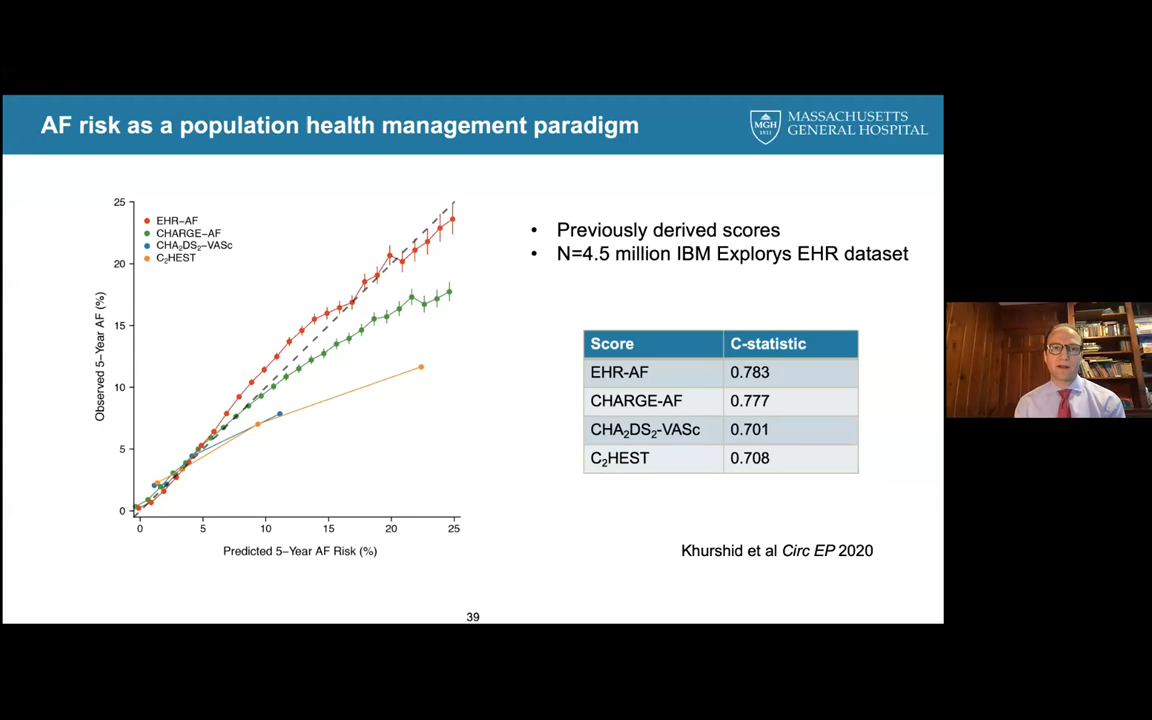 AF risk as a population health management paradigm
MGH
1811
MASSACHUSETTS
GENERAL HOSPITAL
25
20
15
10
5
0
Observed 5–Year AF (%)
EHR–AF
CHARGE–AF
CHA₂DS₂–VASc
C₂HEST
0 5 10 15 20 25
Predicted 5–Year AF Risk (%)
• Previously derived scores
• N=4.5 million IBM Explorys EHR dataset
Score C-statistic
EHR-AF 0.783
CHARGE-AF 0.777
CHA₂DS₂-VASc 0.701
C₂HEST 0.708
Khurshid et al Circ EP 2020
39